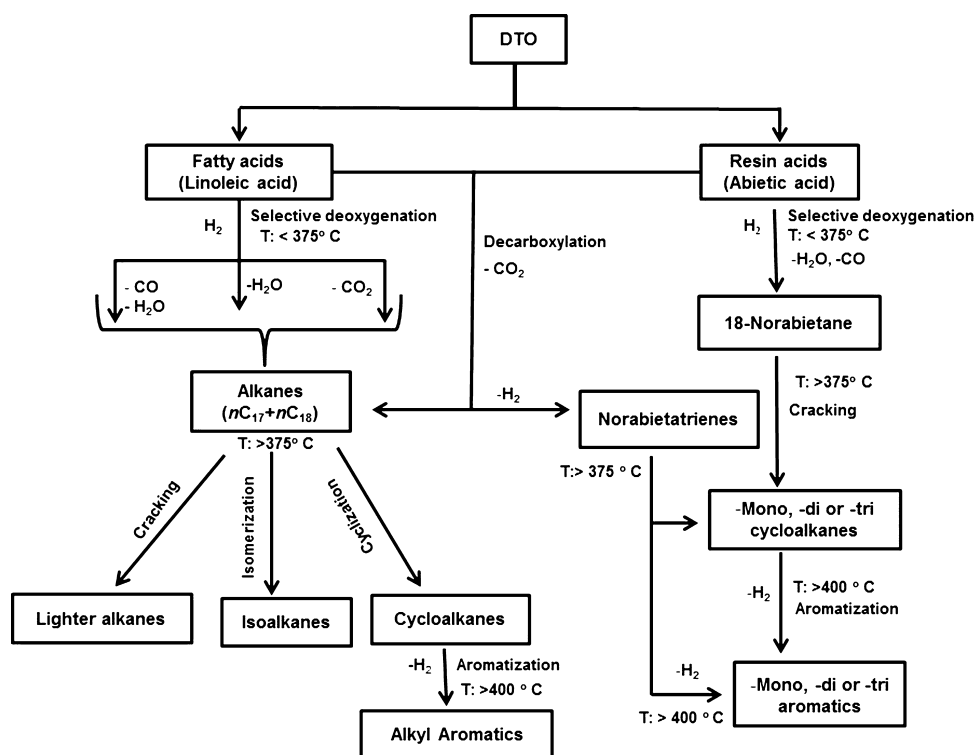 DTO
Fatty acids
(Linoleic acid)
Resin acids
(Abietic acid)
H₂
Selective deoxygenation
T: < 375° C
Decarboxylation
- CO₂
H₂
Selective deoxygenation
T: < 375° C
-H₂O, -CO
- CO
- H₂O
-H₂O
- CO₂
18-Norabietane
Alkanes
(nC₁₇+nC₁₈)
T: >375° C
-H₂
Norabietatrienes
T: >375° C
Cracking
T:> 375 °C
Cracking
Isomerization
Cyclization
-Mono, -di or -tri
cycloalkanes
Lighter alkanes
Isoalkanes
Cycloalkanes
-H₂
T: >400 °C
Aromatization
-H₂
Aromatization
T: >400 °C
-H₂
T: > 400 °C
-Mono, -di or -tri
aromatics
Alkyl Aromatics